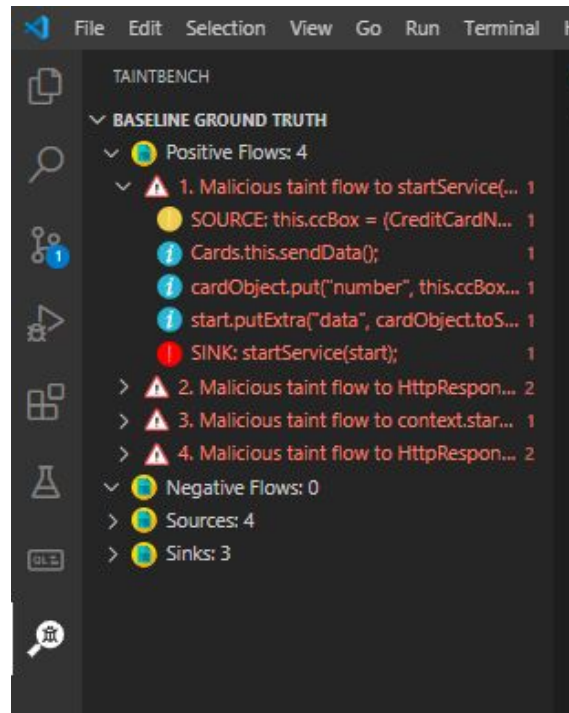 File Edit Selection View Go Run Terminal
TAINTBENCH
BASELINE GROUND TRUTH
Positive Flows: 4
1. Malicious taint flow to startService(... 1
SOURCE: this.ccBox = (CreditCardN... 1
Cards.this.sendData(); 1
cardObject.put("number", this.ccBox... 1
start.putExtra("data", cardObject.toS... 1
SINK: startService(start); 1
2. Malicious taint flow to HttpRespon... 2
3. Malicious taint flow to context.star... 1
4. Malicious taint flow to HttpRespon... 2
Negative Flows: 0
Sources: 4
Sinks: 3
1